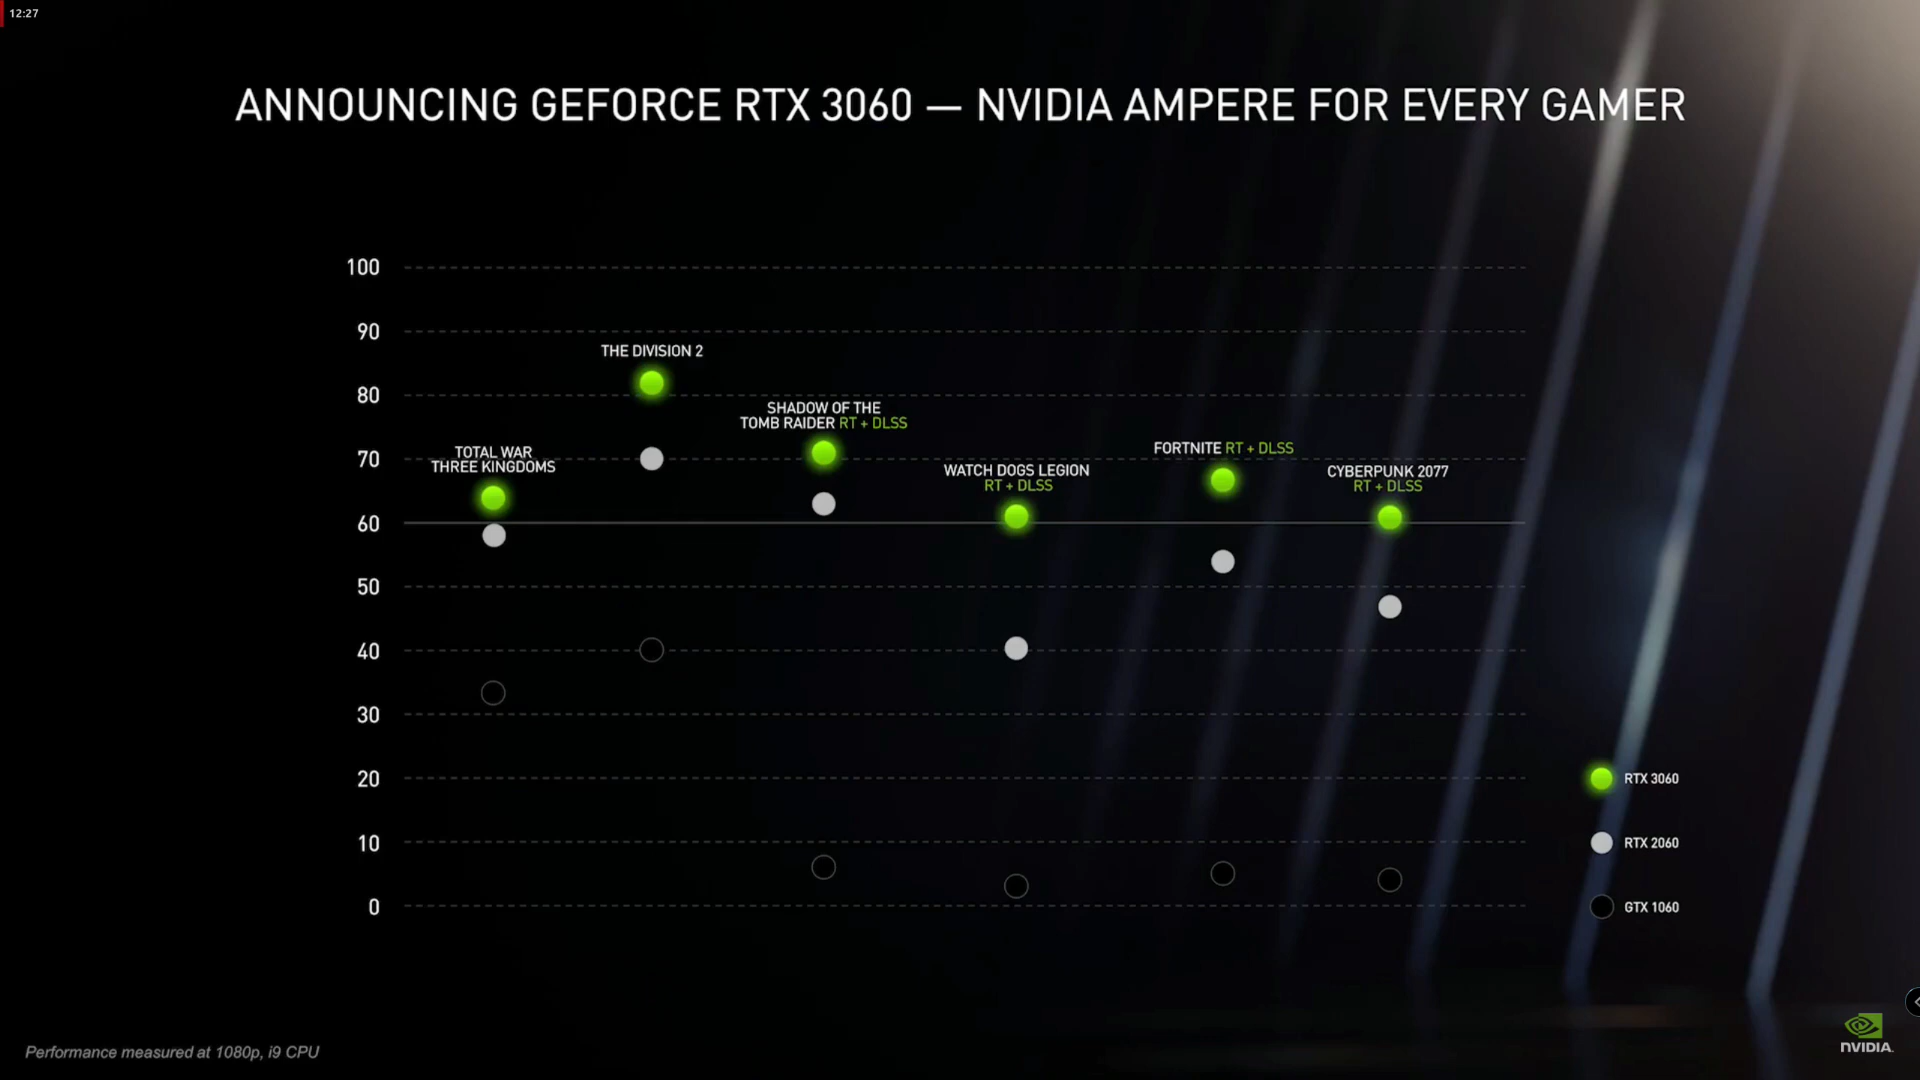 12:27
ANNOUNCING GEFORCE RTX 3060 — NVIDIA AMPERE FOR EVERY GAMER
100
90
80
70
60
50
40
30
20
10
0
TOTAL WAR
THREE KINGDOMS
THE DIVISION 2
SHADOW OF THE
TOMB RAIDER RT + DLSS
WATCH DOGS LEGION
RT + DLSS
FORTNITE RT + DLSS
CYBERPUNK 2077
RT + DLSS
RTX 3060
RTX 2060
GTX 1060
Performance measured at 1080p, i9 CPU
NVIDIA.